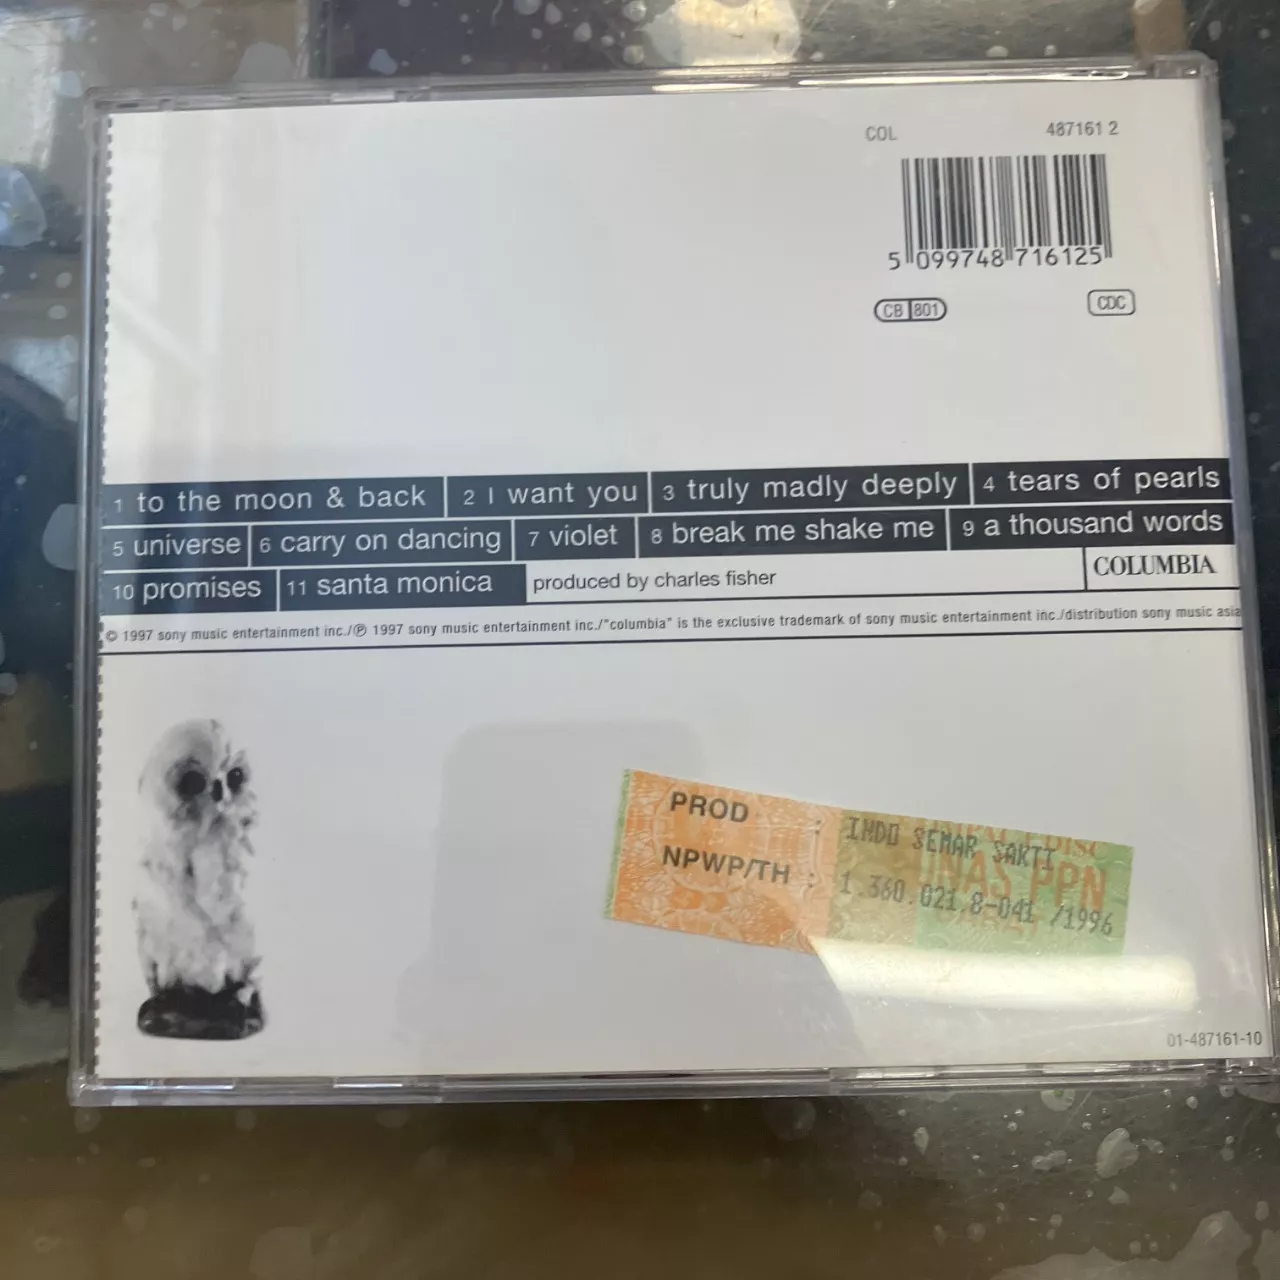 COL 487161 2
5 099748 716125
CB 801 CDC
1 to the moon & back 2 I want you 3 truly madly deeply 4 tears of pearls
5 universe 6 carry on dancing 7 violet 8 break me shake me 9 a thousand words
10 promises 11 santa monica produced by charles fisher COLUMBIA
© 1997 sony music entertainment inc./℗ 1997 sony music entertainment inc./"columbia" is the exclusive trademark of sony music entertainment inc./distribution sony music asia
PROD : INDO SEMAR SAKTI
NPWP/TH : 1.360.021.8-041 /1996
PPN
01-487161-10